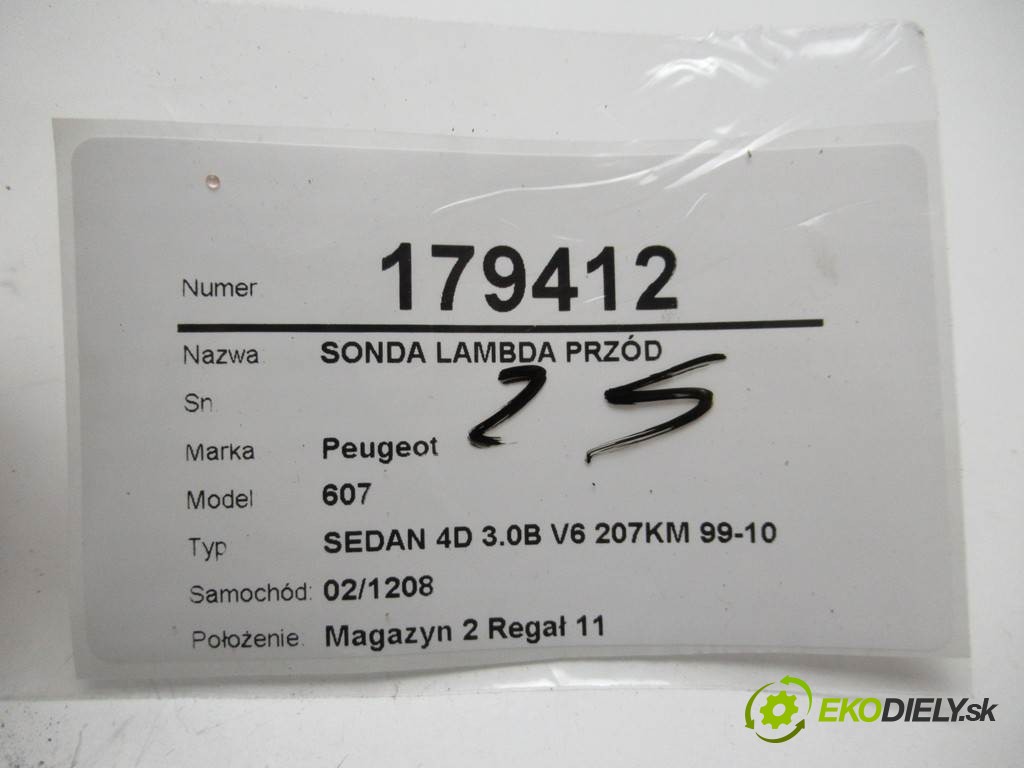 Numer 179412
Nazwa SONDA LAMBDA PRZÓD
2 5
Sn
Marka Peugeot
Model 607
Typ SEDAN 4D 3.0B V6 207KM 99-10
Samochód: 02/1208
Położenie. Magazyn 2 Regał 11
EKODIELY.sk